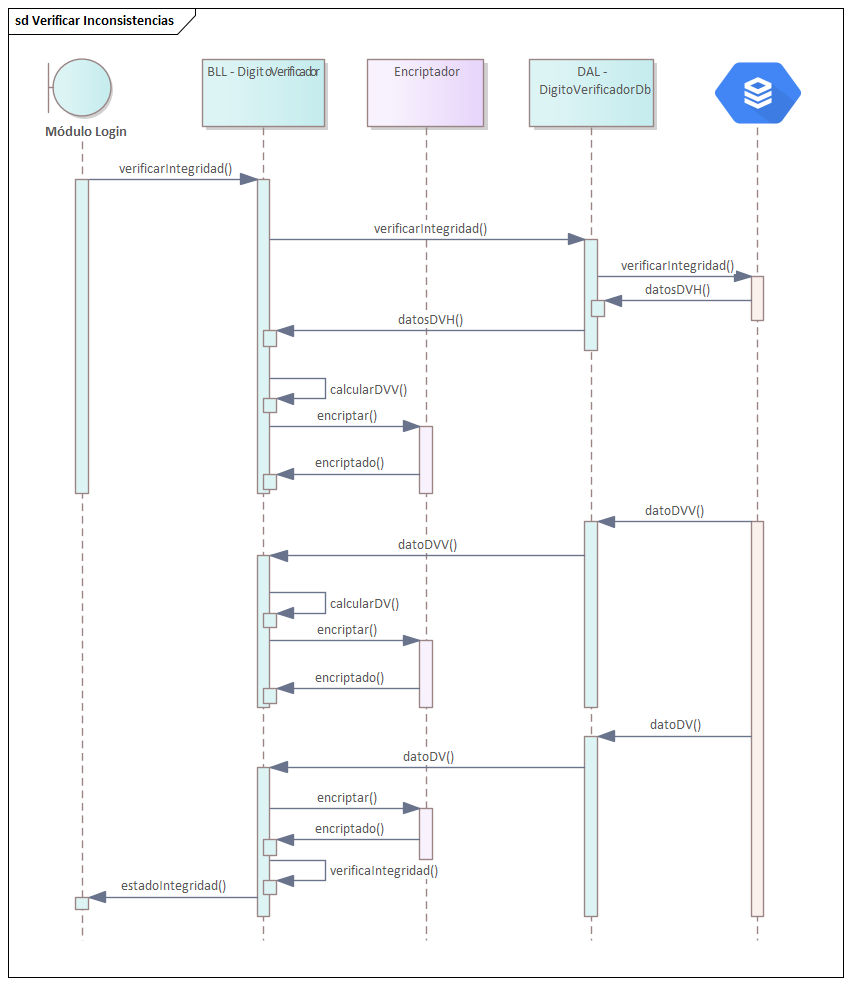 sd Verificar Inconsistencias
BLL - DigitoVerificador
Encriptador
DAL -
DigitoVerificadorDb
Módulo Login
verificarIntegridad()
verificarIntegridad()
verificarIntegridad()
datosDVH()
datosDVH()
calcularDVV()
encriptar()
encriptado()
datoDVV()
datoDVV()
calcularDV()
encriptar()
encriptado()
datoDV()
datoDV()
encriptar()
encriptado()
verificaIntegridad()
estadoIntegridad()